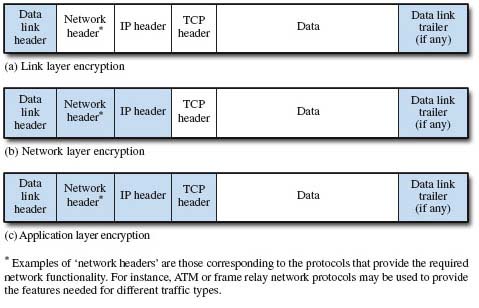 Data link header Network header* IP header TCP header Data Data link trailer (if any)
(a) Link layer encryption
Data link header Network header* IP header TCP header Data Data link trailer (if any)
(b) Network layer encryption
Data link header Network header* IP header TCP header Data Data link trailer (if any)
(c) Application layer encryption
* Examples of ‘network headers’ are those corresponding to the protocols that provide the required
network functionality. For instance, ATM or frame relay network protocols may be used to provide
the features needed for different traffic types.